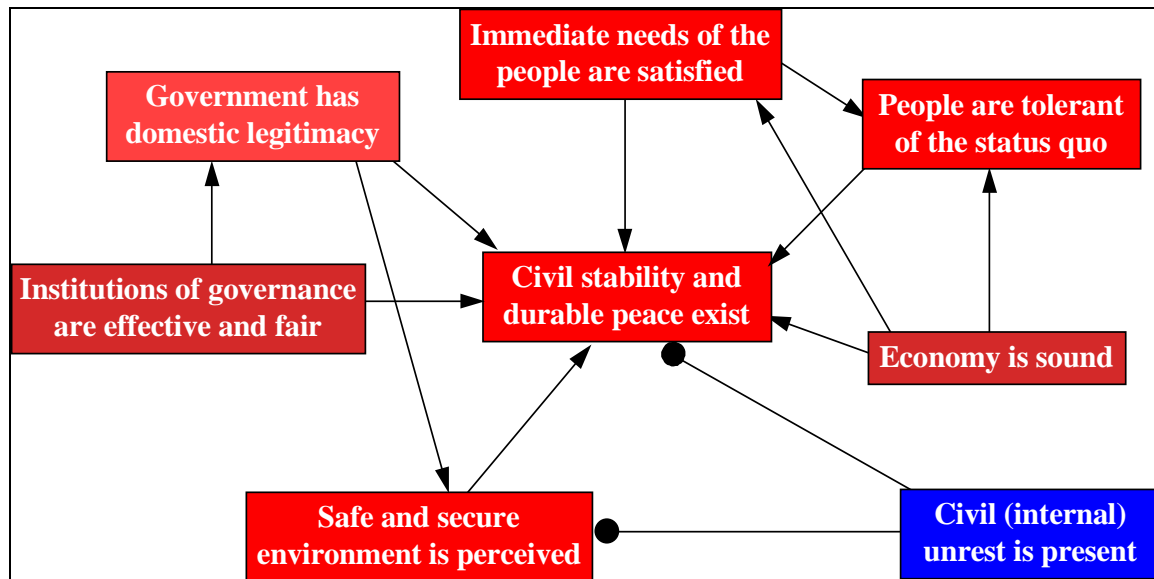 Immediate needs of the
people are satisfied
Government has
domestic legitimacy
People are tolerant
of the status quo
Institutions of governance
are effective and fair
Civil stability and
durable peace exist
Economy is sound
Safe and secure
environment is perceived
Civil (internal)
unrest is present